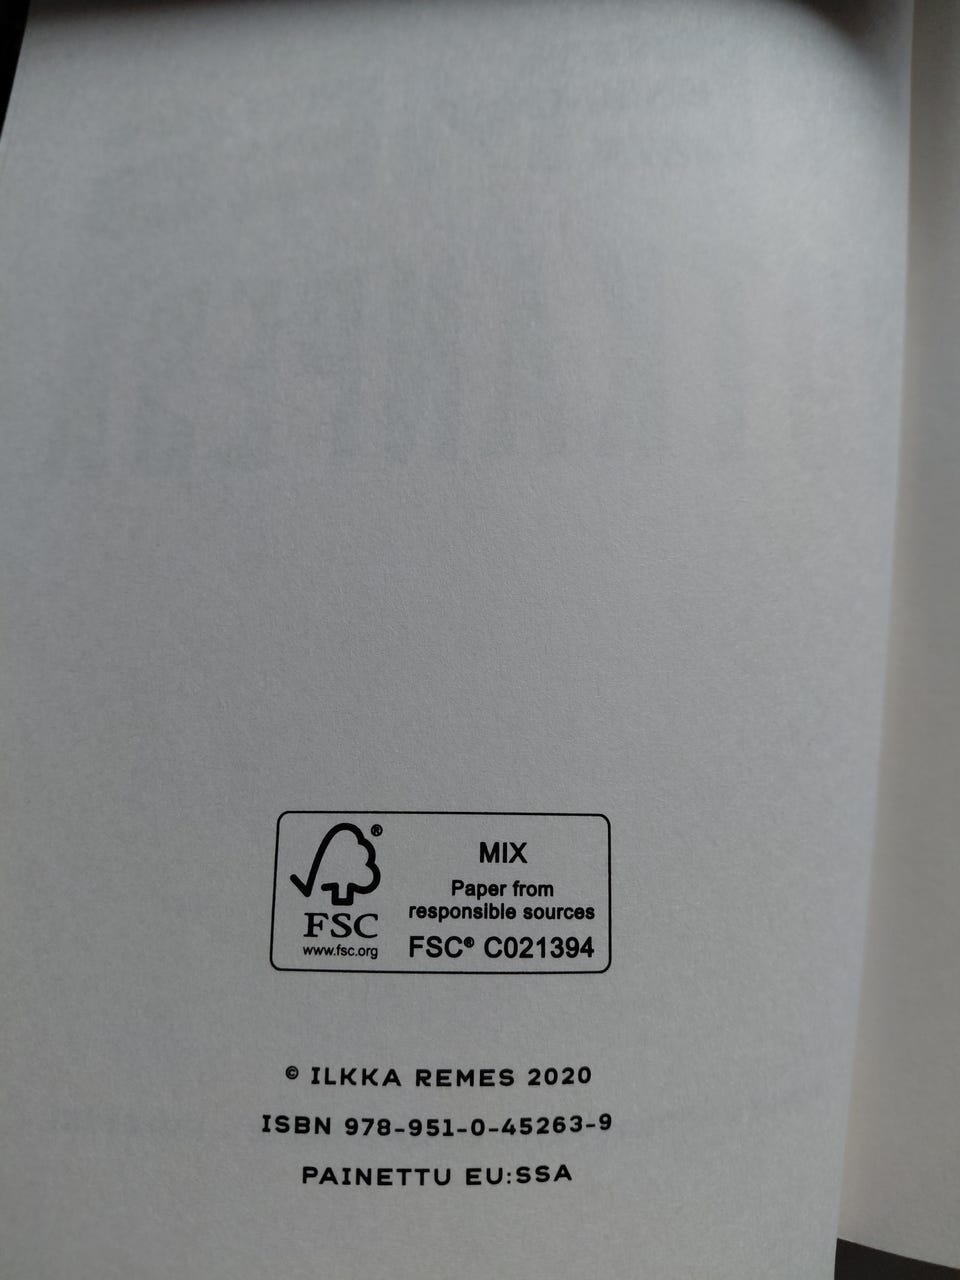 ®
FSC
www.fsc.org
MIX
Paper from
responsible sources
FSC® C021394
© ILKKA REMES 2020
ISBN 978-951-0-45263-9
PAINETTU EU:SSA